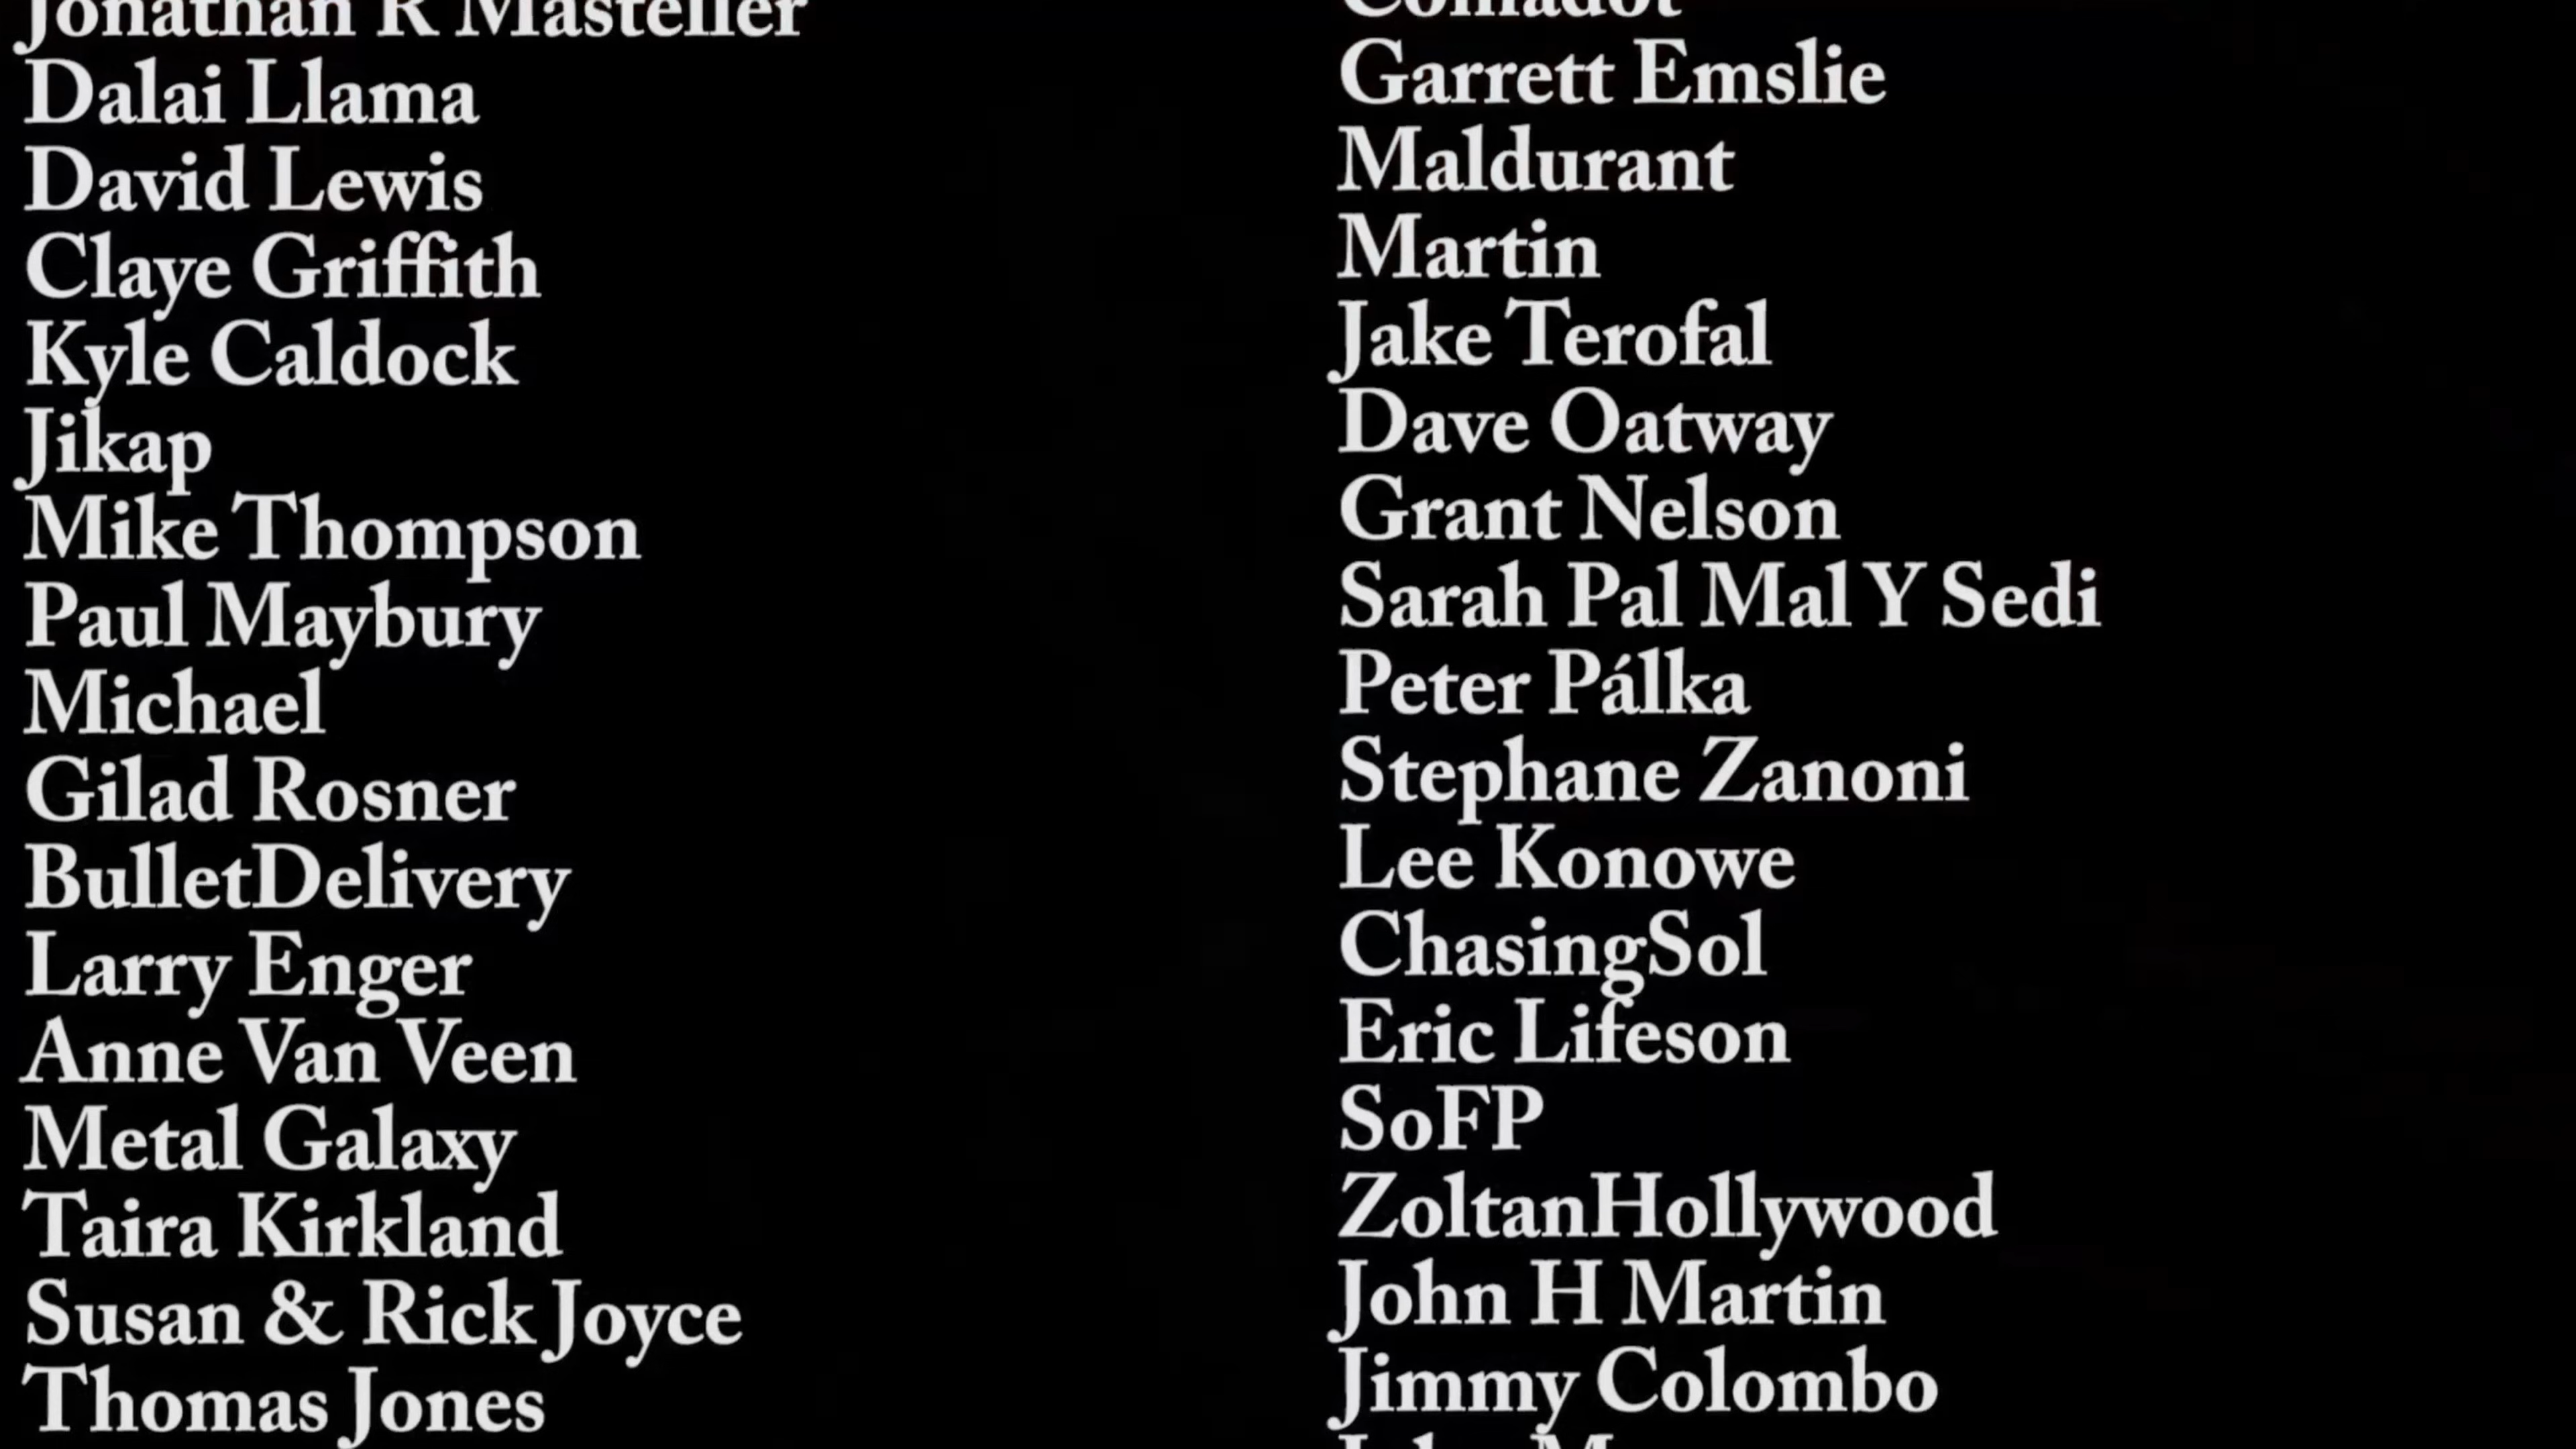 Jonathan R Masteller
Dalai Llama
David Lewis
Claye Griffith
Kyle Caldock
Jikap
Mike Thompson
Paul Maybury
Michael
Gilad Rosner
BulletDelivery
Larry Enger
Anne Van Veen
Metal Galaxy
Taira Kirkland
Susan & Rick Joyce
Thomas Jones
Garrett Emslie
Maldurant
Martin
Jake Terofal
Dave Oatway
Grant Nelson
Sarah Pal Mal Y Sedi
Peter Pálka
Stephane Zanoni
Lee Konowe
ChasingSol
Eric Lifeson
SoFP
ZoltanHollywood
John H Martin
Jimmy Colombo